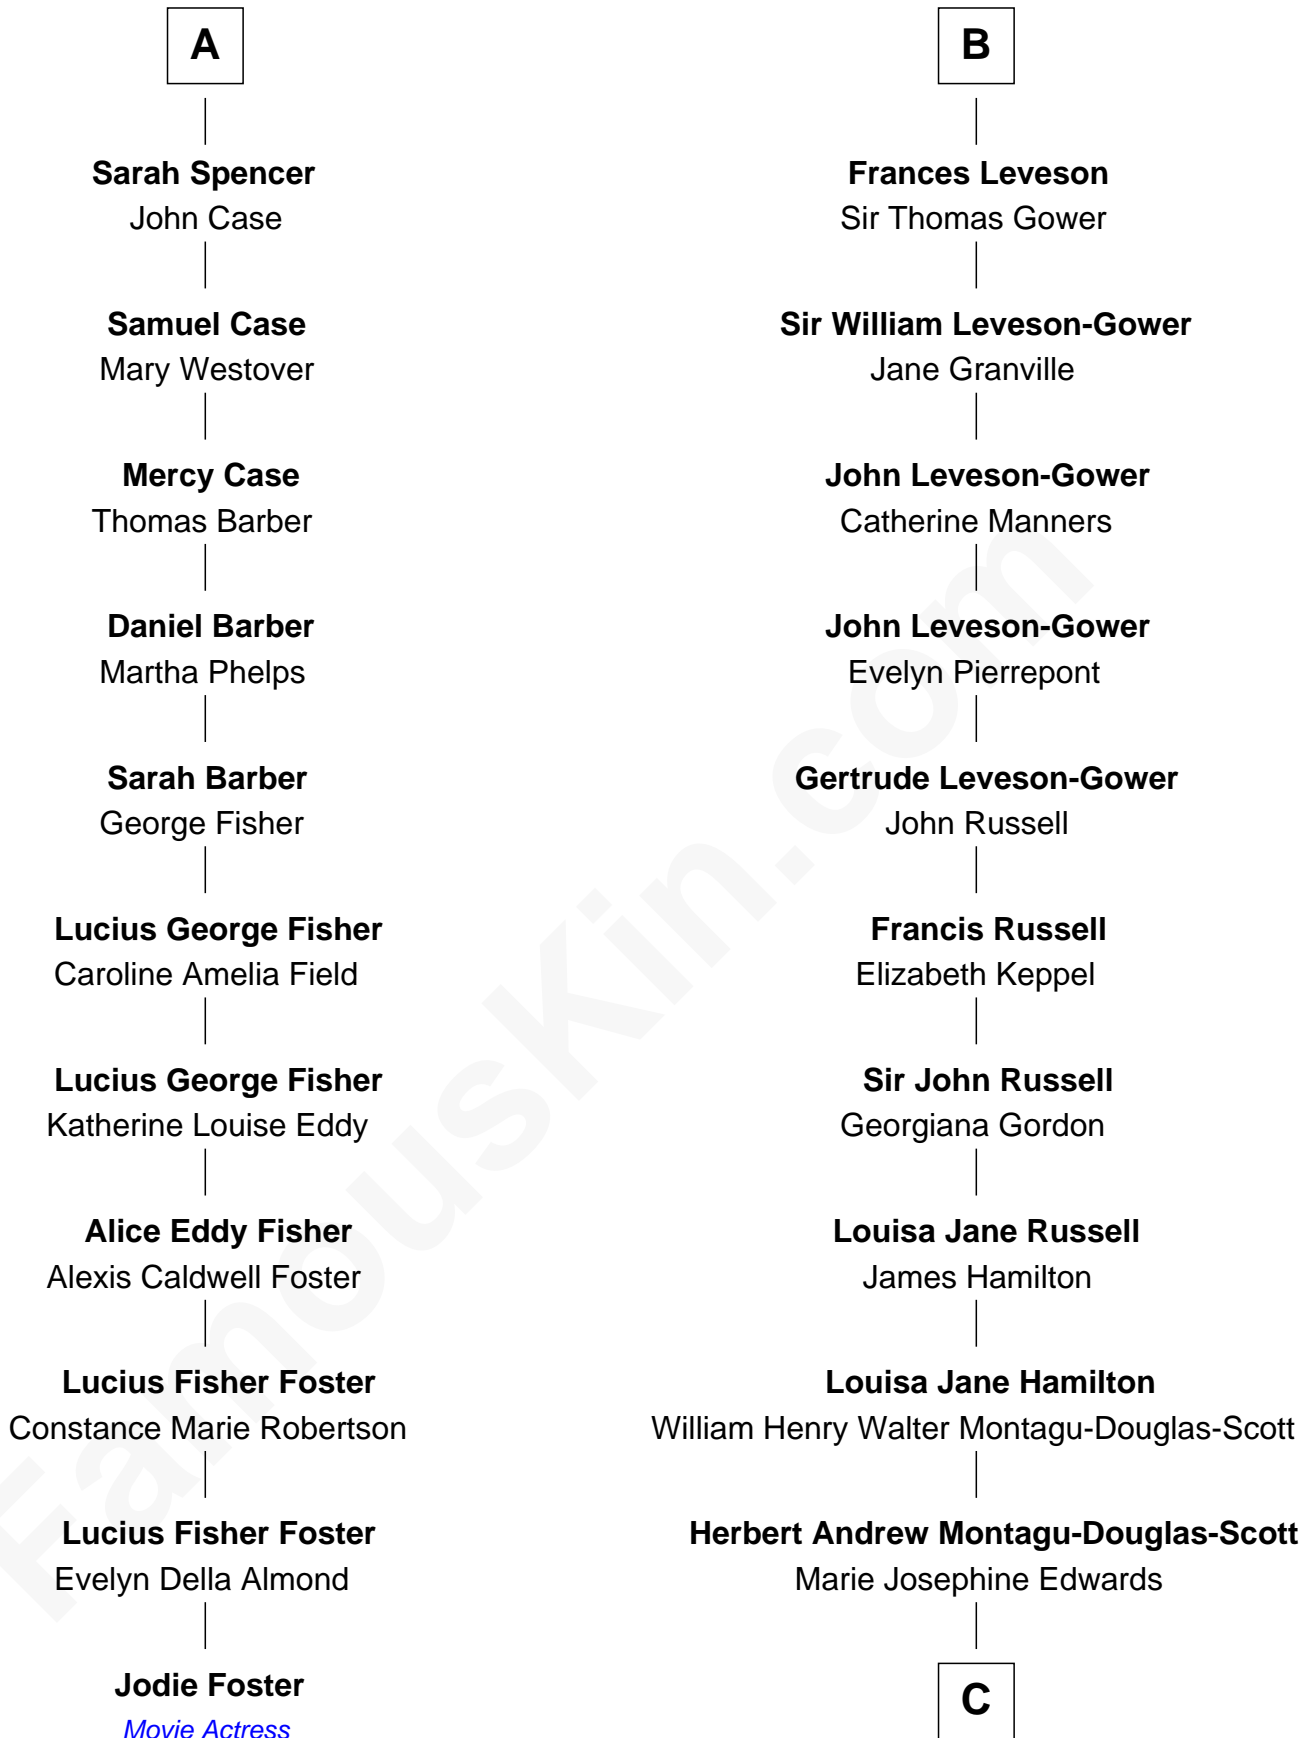 A
Sarah Spencer
John Case
Samuel Case
Mary Westover
Mercy Case
Thomas Barber
Daniel Barber
Martha Phelps
Sarah Barber
George Fisher
Lucius George Fisher
Caroline Amelia Field
Lucius George Fisher
Katherine Louise Eddy
Alice Eddy Fisher
Alexis Caldwell Foster
Lucius Fisher Foster
Constance Marie Robertson
Lucius Fisher Foster
Evelyn Della Almond
Jodie Foster
Movie Actress
B
Frances Leveson
Sir Thomas Gower
Sir William Leveson-Gower
Jane Granville
John Leveson-Gower
Catherine Manners
John Leveson-Gower
Evelyn Pierrepont
Gertrude Leveson-Gower
John Russell
Francis Russell
Elizabeth Keppel
Sir John Russell
Georgiana Gordon
Louisa Jane Russell
James Hamilton
Louisa Jane Hamilton
William Henry Walter Montagu-Douglas-Scott
Herbert Andrew Montagu-Douglas-Scott
Marie Josephine Edwards
C
FamousKin.com